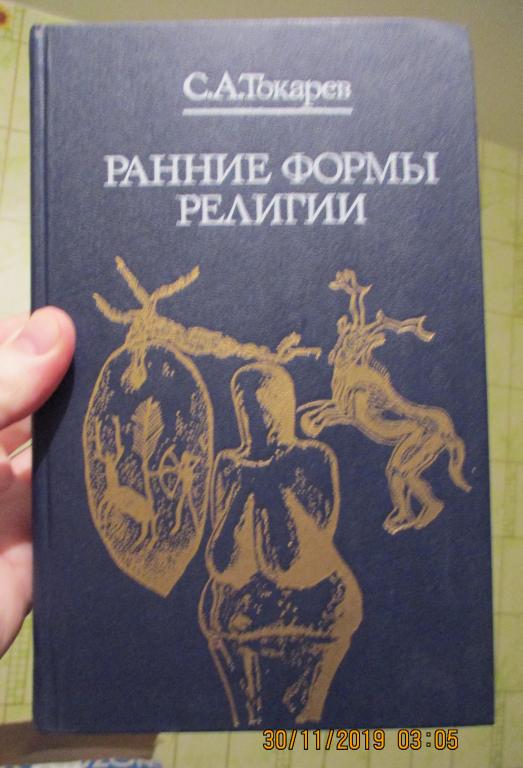 С.А.Токарев
РАННИЕ ФОРМЫ
РЕЛИГИИ
30/11/2019 03:05